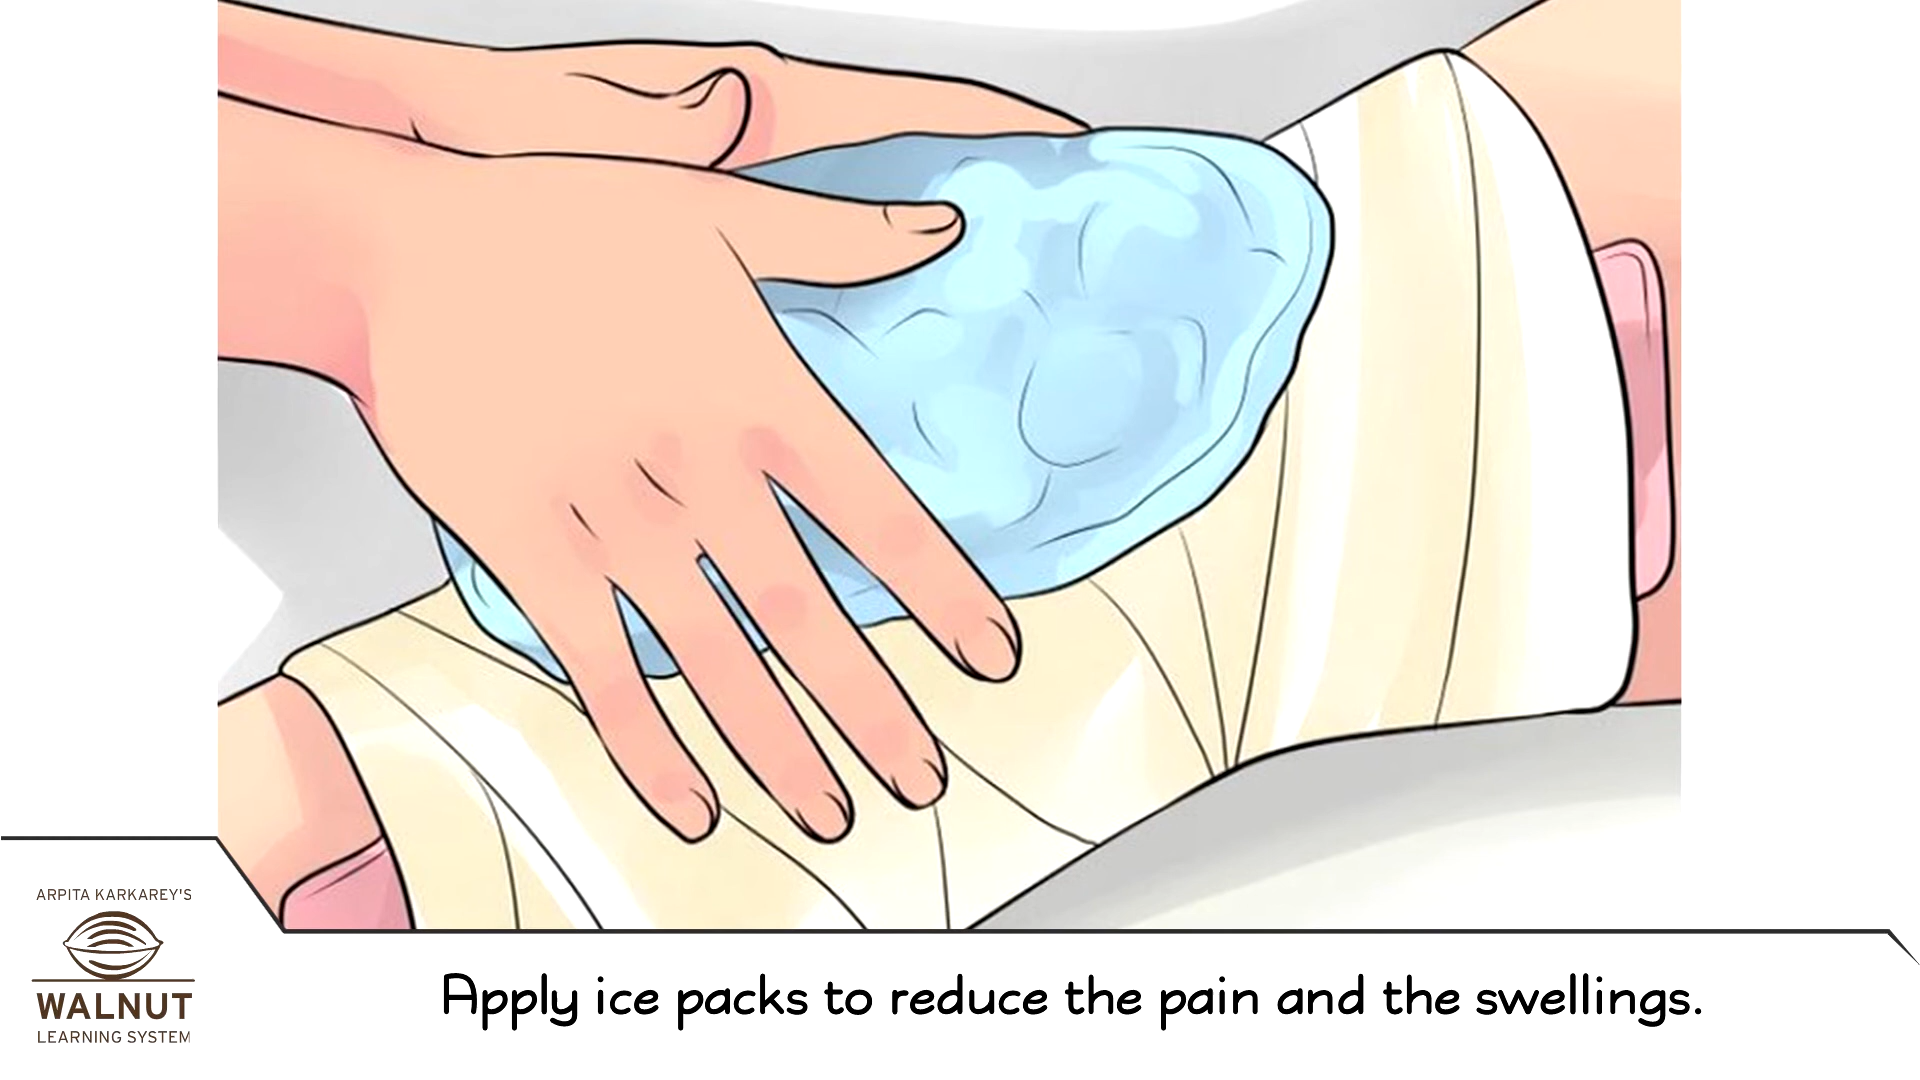 ARPITA KARKAREY'S
WALNUT
LEARNING SYSTEM
Apply ice packs to reduce the pain and the swellings.